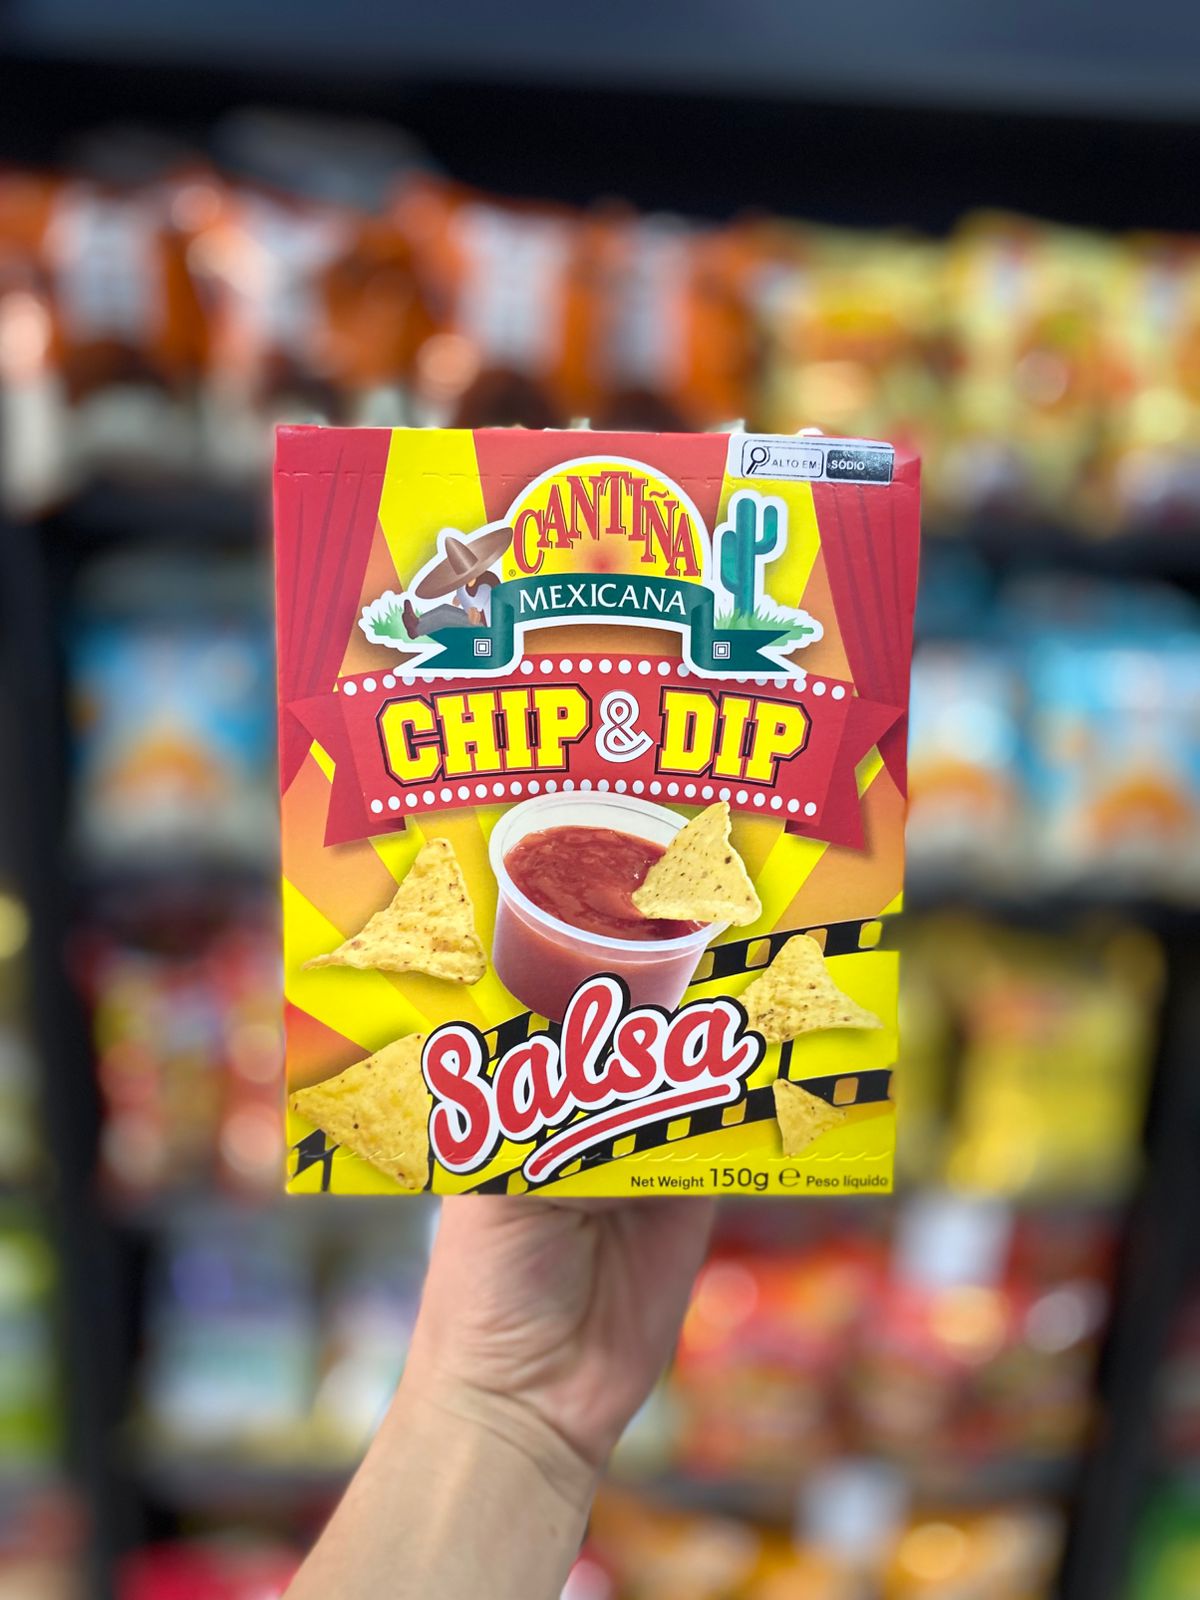 ALTO EM: SÓDIO
CANTIÑA
®
MEXICANA
CHIP & DIP
Salsa
Net Weight 150g ℮ Peso líquido